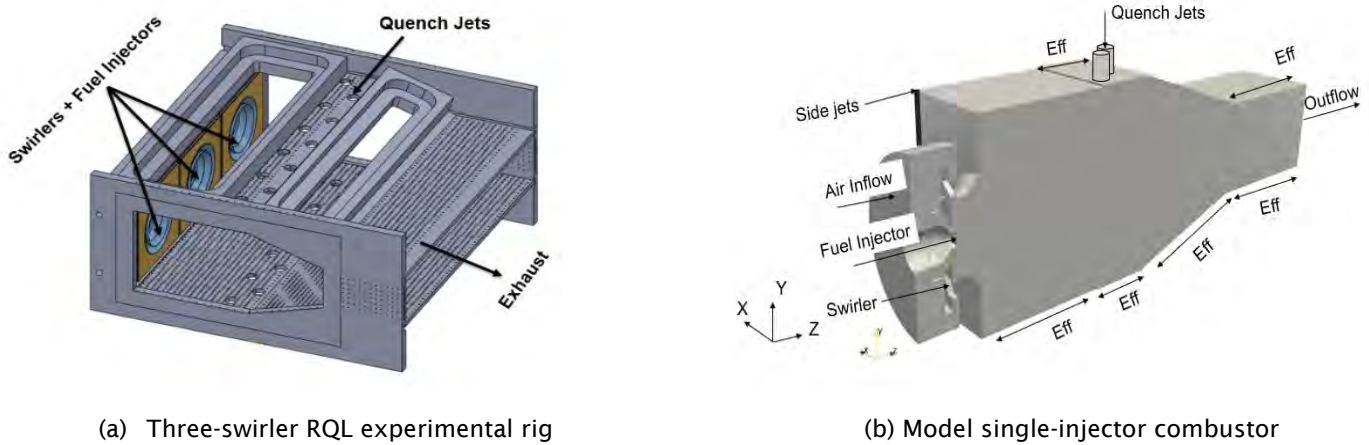 Quench Jets
Swirlers + Fuel Injectors
Exhaust
(a) Three-swirler RQL experimental rig
Quench Jets
Eff
Eff
Side jets
Outflow
Air Inflow
Eff
Fuel Injector
Eff
Swirler
Eff
Eff
X
Y
Z
(b) Model single-injector combustor